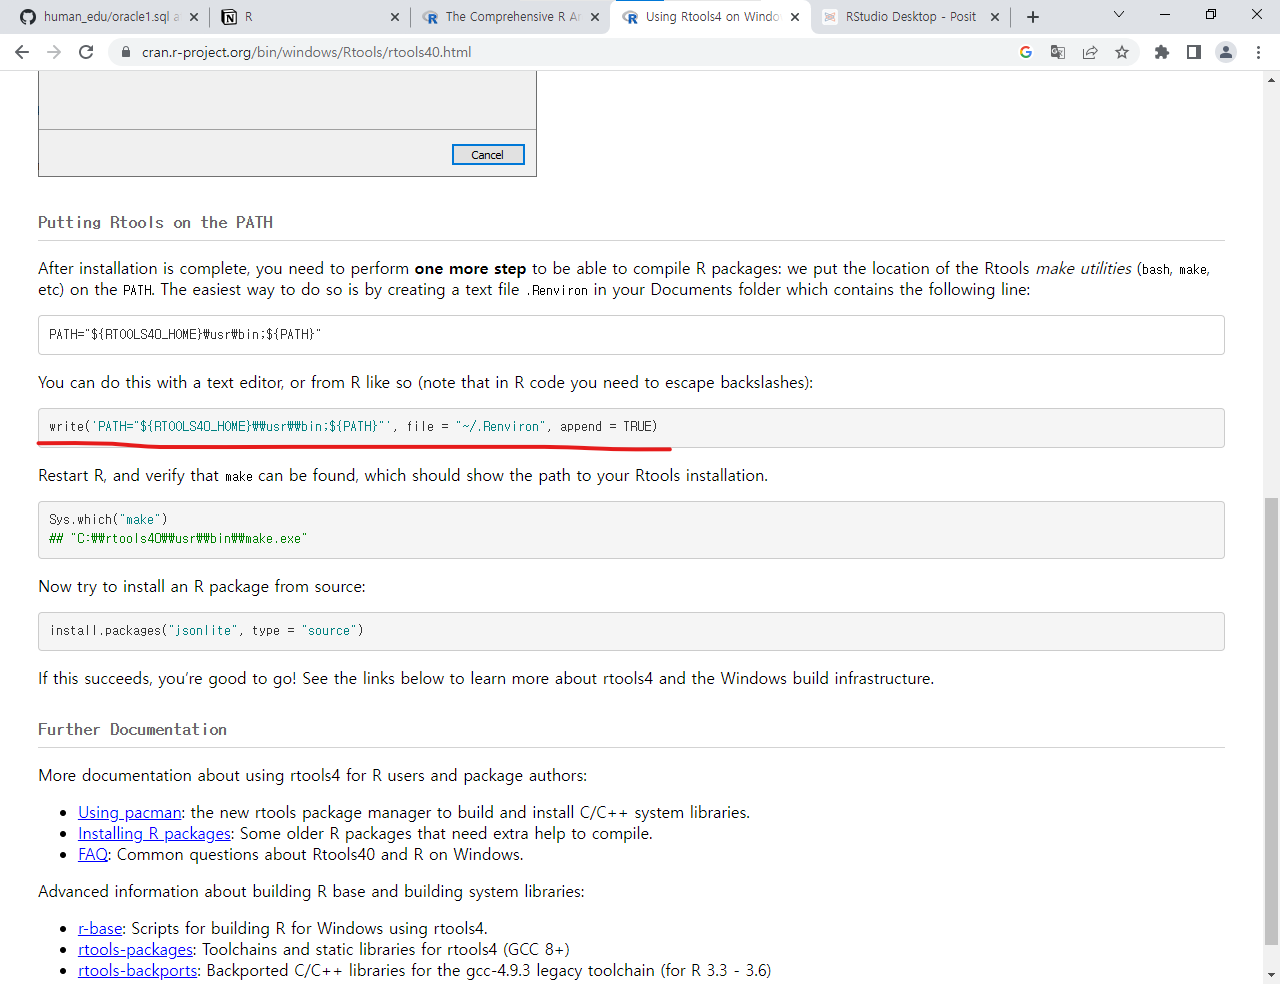 human_edu/oracle1.sql a
R
The Comprehensive R Ar
Using Rtools4 on Windo
RStudio Desktop - Posit
cran.r-project.org/bin/windows/Rtools/rtools40.html
Cancel
Putting Rtools on the PATH
After installation is complete, you need to perform one more step to be able to compile R packages: we put the location of the Rtools make utilities (bash, make,
etc) on the PATH. The easiest way to do so is by creating a text file .Renviron in your Documents folder which contains the following line:
PATH="${RTOOLS40_HOME}₩usr₩bin;${PATH}"
You can do this with a text editor, or from R like so (note that in R code you need to escape backslashes):
write('PATH="${RTOOLS40_HOME}₩₩usr₩₩bin;${PATH}"', file = "~/.Renviron", append = TRUE)
Restart R, and verify that make can be found, which should show the path to your Rtools installation.
Sys.which("make")
## "C:₩₩rtools40₩₩usr₩₩bin₩₩make.exe"
Now try to install an R package from source:
install.packages("jsonlite", type = "source")
If this succeeds, you're good to go! See the links below to learn more about rtools4 and the Windows build infrastructure.
Further Documentation
More documentation about using rtools4 for R users and package authors:
• Using pacman: the new rtools package manager to build and install C/C++ system libraries.
• Installing R packages: Some older R packages that need extra help to compile.
• FAQ: Common questions about Rtools40 and R on Windows.
Advanced information about building R base and building system libraries:
• r-base: Scripts for building R for Windows using rtools4.
• rtools-packages: Toolchains and static libraries for rtools4 (GCC 8+)
• rtools-backports: Backported C/C++ libraries for the gcc-4.9.3 legacy toolchain (for R 3.3 - 3.6)